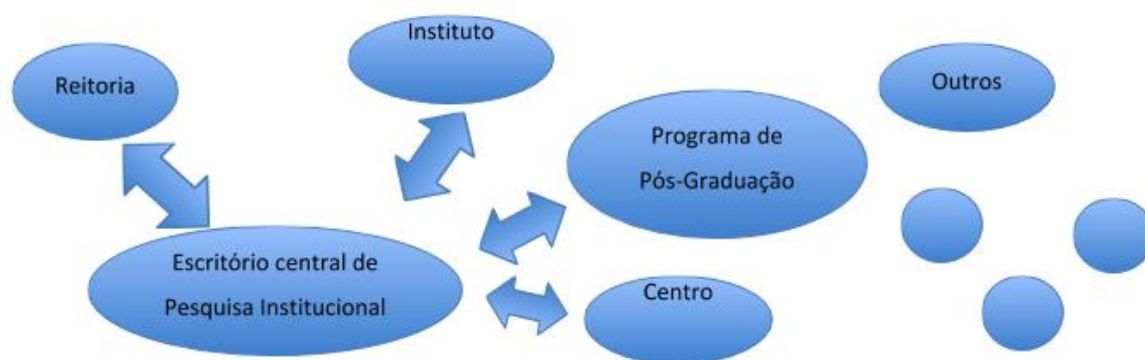 Instituto
Reitoria
Outros
Programa de
Pós-Graduação
Escritório central de
Pesquisa Institucional
Centro